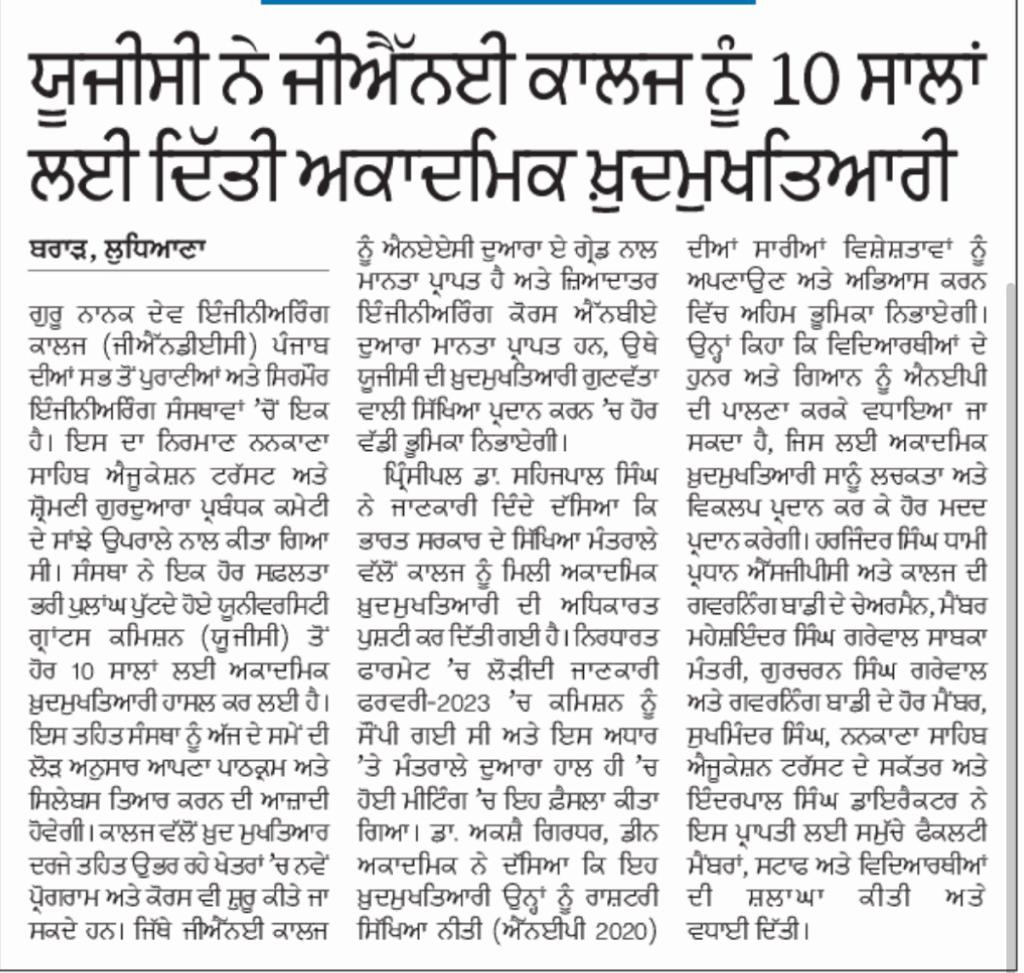 ਯੂਜੀਸੀ ਨੇ ਜੀਐੱਨਈ ਕਾਲਜ ਨੂੰ 10 ਸਾਲਾਂ
ਲਈ ਦਿੱਤੀ ਅਕਾਦਮਿਕ ਖ਼ੁਦਮੁਖਤਿਆਰੀ
ਬਰਾੜ, ਲੁਧਿਆਣਾ
ਗੁਰੂ ਨਾਨਕ ਦੇਵ ਇੰਜੀਨੀਅਰਿੰਗ
ਕਾਲਜ (ਜੀਐੱਨਡੀਈਸੀ) ਪੰਜਾਬ
ਦੀਆਂ ਸਭ ਤੋਂ ਪੁਰਾਣੀਆਂ ਅਤੇ ਸਿਰਮੌਰ
ਇੰਜੀਨੀਅਰਿੰਗ ਸੰਸਥਾਵਾਂ ’ਚੋਂ ਇਕ
ਹੈ। ਇਸ ਦਾ ਨਿਰਮਾਣ ਨਨਕਾਣਾ
ਸਾਹਿਬ ਐਜੂਕੇਸ਼ਨ ਟਰੱਸਟ ਅਤੇ
ਸ਼੍ਰੋਮਣੀ ਗੁਰਦੁਆਰਾ ਪ੍ਰਬੰਧਕ ਕਮੇਟੀ
ਦੇ ਸਾਂਝੇ ਉਪਰਾਲੇ ਨਾਲ ਕੀਤਾ ਗਿਆ
ਸੀ। ਸੰਸਥਾ ਨੇ ਇਕ ਹੋਰ ਸਫ਼ਲਤਾ
ਭਰੀ ਪੁਲਾਂਘ ਪੁੱਟਦੇ ਹੋਏ ਯੂਨੀਵਰਸਿਟੀ
ਗ੍ਰਾਂਟਸ ਕਮਿਸ਼ਨ (ਯੂਜੀਸੀ) ਤੋਂ
ਹੋਰ 10 ਸਾਲਾਂ ਲਈ ਅਕਾਦਮਿਕ
ਖ਼ੁਦਮੁਖਤਿਆਰੀ ਹਾਸਲ ਕਰ ਲਈ ਹੈ।
ਇਸ ਤਹਿਤ ਸੰਸਥਾ ਨੂੰ ਅੱਜ ਦੇ ਸਮੇਂ ਦੀ
ਲੋੜ ਅਨੁਸਾਰ ਆਪਣਾ ਪਾਠਕ੍ਰਮ ਅਤੇ
ਸਿਲੇਬਸ ਤਿਆਰ ਕਰਨ ਦੀ ਆਜ਼ਾਦੀ
ਹੋਵੇਗੀ। ਕਾਲਜ ਵੱਲੋਂ ਖ਼ੁਦ ਮੁਖਤਿਆਰ
ਦਰਜੇ ਤਹਿਤ ਉਭਰ ਰਹੇ ਖੇਤਰਾਂ ’ਚ ਨਵੇਂ
ਪ੍ਰੋਗਰਾਮ ਅਤੇ ਕੋਰਸ ਵੀ ਸ਼ੁਰੂ ਕੀਤੇ ਜਾ
ਸਕਦੇ ਹਨ। ਜਿੱਥੇ ਜੀਐੱਨਈ ਕਾਲਜ
ਨੂੰ ਐਨਏਏਸੀ ਦੁਆਰਾ ਏ ਗ੍ਰੇਡ ਨਾਲ
ਮਾਨਤਾ ਪ੍ਰਾਪਤ ਹੈ ਅਤੇ ਜ਼ਿਆਦਾਤਰ
ਇੰਜੀਨੀਅਰਿੰਗ ਕੋਰਸ ਐੱਨਬੀਏ
ਦੁਆਰਾ ਮਾਨਤਾ ਪ੍ਰਾਪਤ ਹਨ, ਉਥੇ
ਯੂਜੀਸੀ ਦੀ ਖ਼ੁਦਮੁਖਤਿਆਰੀ ਗੁਣਵੱਤਾ
ਵਾਲੀ ਸਿੱਖਿਆ ਪ੍ਰਦਾਨ ਕਰਨ ’ਚ ਹੋਰ
ਵੱਡੀ ਭੂਮਿਕਾ ਨਿਭਾਏਗੀ।
ਪ੍ਰਿੰਸੀਪਲ ਡਾ. ਸਹਿਜਪਾਲ ਸਿੰਘ
ਨੇ ਜਾਣਕਾਰੀ ਦਿੰਦੇ ਦੱਸਿਆ ਕਿ
ਭਾਰਤ ਸਰਕਾਰ ਦੇ ਸਿੱਖਿਆ ਮੰਤਰਾਲੇ
ਵੱਲੋਂ ਕਾਲਜ ਨੂੰ ਮਿਲੀ ਅਕਾਦਮਿਕ
ਖ਼ੁਦਮੁਖਤਿਆਰੀ ਦੀ ਅਧਿਕਾਰਤ
ਪੁਸ਼ਟੀ ਕਰ ਦਿੱਤੀ ਗਈ ਹੈ। ਨਿਰਧਾਰਤ
ਫਾਰਮੇਟ ’ਚ ਲੋੜੀਦੀ ਜਾਣਕਾਰੀ
ਫਰਵਰੀ-2023 ’ਚ ਕਮਿਸ਼ਨ ਨੂੰ
ਸੌਂਪੀ ਗਈ ਸੀ ਅਤੇ ਇਸ ਅਧਾਰ
’ਤੇ ਮੰਤਰਾਲੇ ਦੁਆਰਾ ਹਾਲ ਹੀ ’ਚ
ਹੋਈ ਮੀਟਿੰਗ ’ਚ ਇਹ ਫ਼ੈਸਲਾ ਕੀਤਾ
ਗਿਆ। ਡਾ. ਅਕਸ਼ੈ ਗਿਰਧਰ, ਡੀਨ
ਅਕਾਦਮਿਕ ਨੇ ਦੱਸਿਆ ਕਿ ਇਹ
ਖ਼ੁਦਮੁਖਤਿਆਰੀ ਉਨ੍ਹਾਂ ਨੂੰ ਰਾਸ਼ਟਰੀ
ਸਿੱਖਿਆ ਨੀਤੀ (ਐੱਨਈਪੀ 2020)
ਦੀਆਂ ਸਾਰੀਆਂ ਵਿਸ਼ੇਸ਼ਤਾਵਾਂ ਨੂੰ
ਅਪਣਾਉਣ ਅਤੇ ਅਭਿਆਸ ਕਰਨ
ਵਿੱਚ ਅਹਿਮ ਭੂਮਿਕਾ ਨਿਭਾਏਗੀ।
ਉਨ੍ਹਾਂ ਕਿਹਾ ਕਿ ਵਿਦਿਆਰਥੀਆਂ ਦੇ
ਹੁਨਰ ਅਤੇ ਗਿਆਨ ਨੂੰ ਐਨਈਪੀ
ਦੀ ਪਾਲਣਾ ਕਰਕੇ ਵਧਾਇਆ ਜਾ
ਸਕਦਾ ਹੈ, ਜਿਸ ਲਈ ਅਕਾਦਮਿਕ
ਖ਼ੁਦਮੁਖਤਿਆਰੀ ਸਾਨੂੰ ਲਚਕਤਾ ਅਤੇ
ਵਿਕਲਪ ਪ੍ਰਦਾਨ ਕਰ ਕੇ ਹੋਰ ਮਦਦ
ਪ੍ਰਦਾਨ ਕਰੇਗੀ। ਹਰਜਿੰਦਰ ਸਿੰਘ ਧਾਮੀ
ਪ੍ਰਧਾਨ ਐੱਸਜੀਪੀਸੀ ਅਤੇ ਕਾਲਜ ਦੀ
ਗਵਰਨਿੰਗ ਬਾਡੀ ਦੇ ਚੇਅਰਮੈਨ, ਮੈਂਬਰ
ਮਹੇਸ਼ਇੰਦਰ ਸਿੰਘ ਗਰੇਵਾਲ ਸਾਬਕਾ
ਮੰਤਰੀ, ਗੁਰਚਰਨ ਸਿੰਘ ਗਰੇਵਾਲ
ਅਤੇ ਗਵਰਨਿੰਗ ਬਾਡੀ ਦੇ ਹੋਰ ਮੈਂਬਰ,
ਸੁਖਮਿੰਦਰ ਸਿੰਘ, ਨਨਕਾਣਾ ਸਾਹਿਬ
ਐਜੂਕੇਸ਼ਨ ਟਰੱਸਟ ਦੇ ਸਕੱਤਰ ਅਤੇ
ਇੰਦਰਪਾਲ ਸਿੰਘ ਡਾਇਰੈਕਟਰ ਨੇ
ਇਸ ਪ੍ਰਾਪਤੀ ਲਈ ਸਮੁੱਚੇ ਫੈਕਲਟੀ
ਮੈਂਬਰਾਂ, ਸਟਾਫ ਅਤੇ ਵਿਦਿਆਰਥੀਆਂ
ਦੀ ਸ਼ਲਾਘਾ ਕੀਤੀ ਅਤੇ
ਵਧਾਈ ਦਿੱਤੀ।